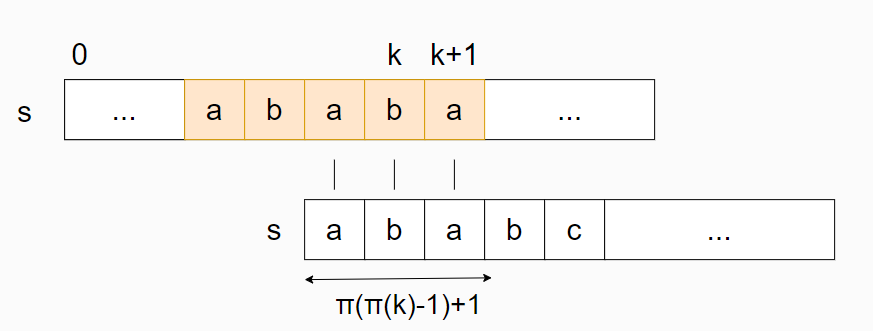 0 k k+1
s ... a b a b a ...
s a b a b c ...
π(π(k)-1)+1